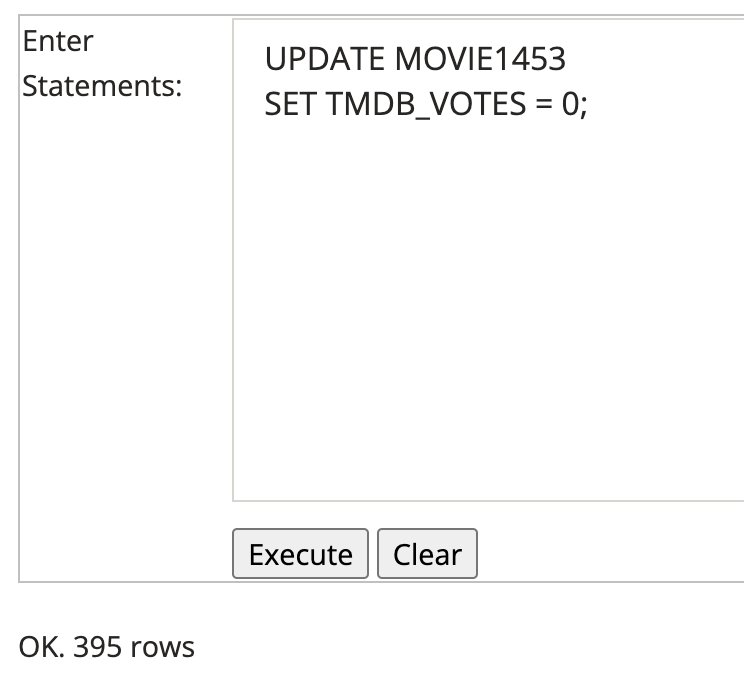 Enter
Statements:
UPDATE MOVIE1453
SET TMDB_VOTES = 0;
Execute
Clear
OK. 395 rows